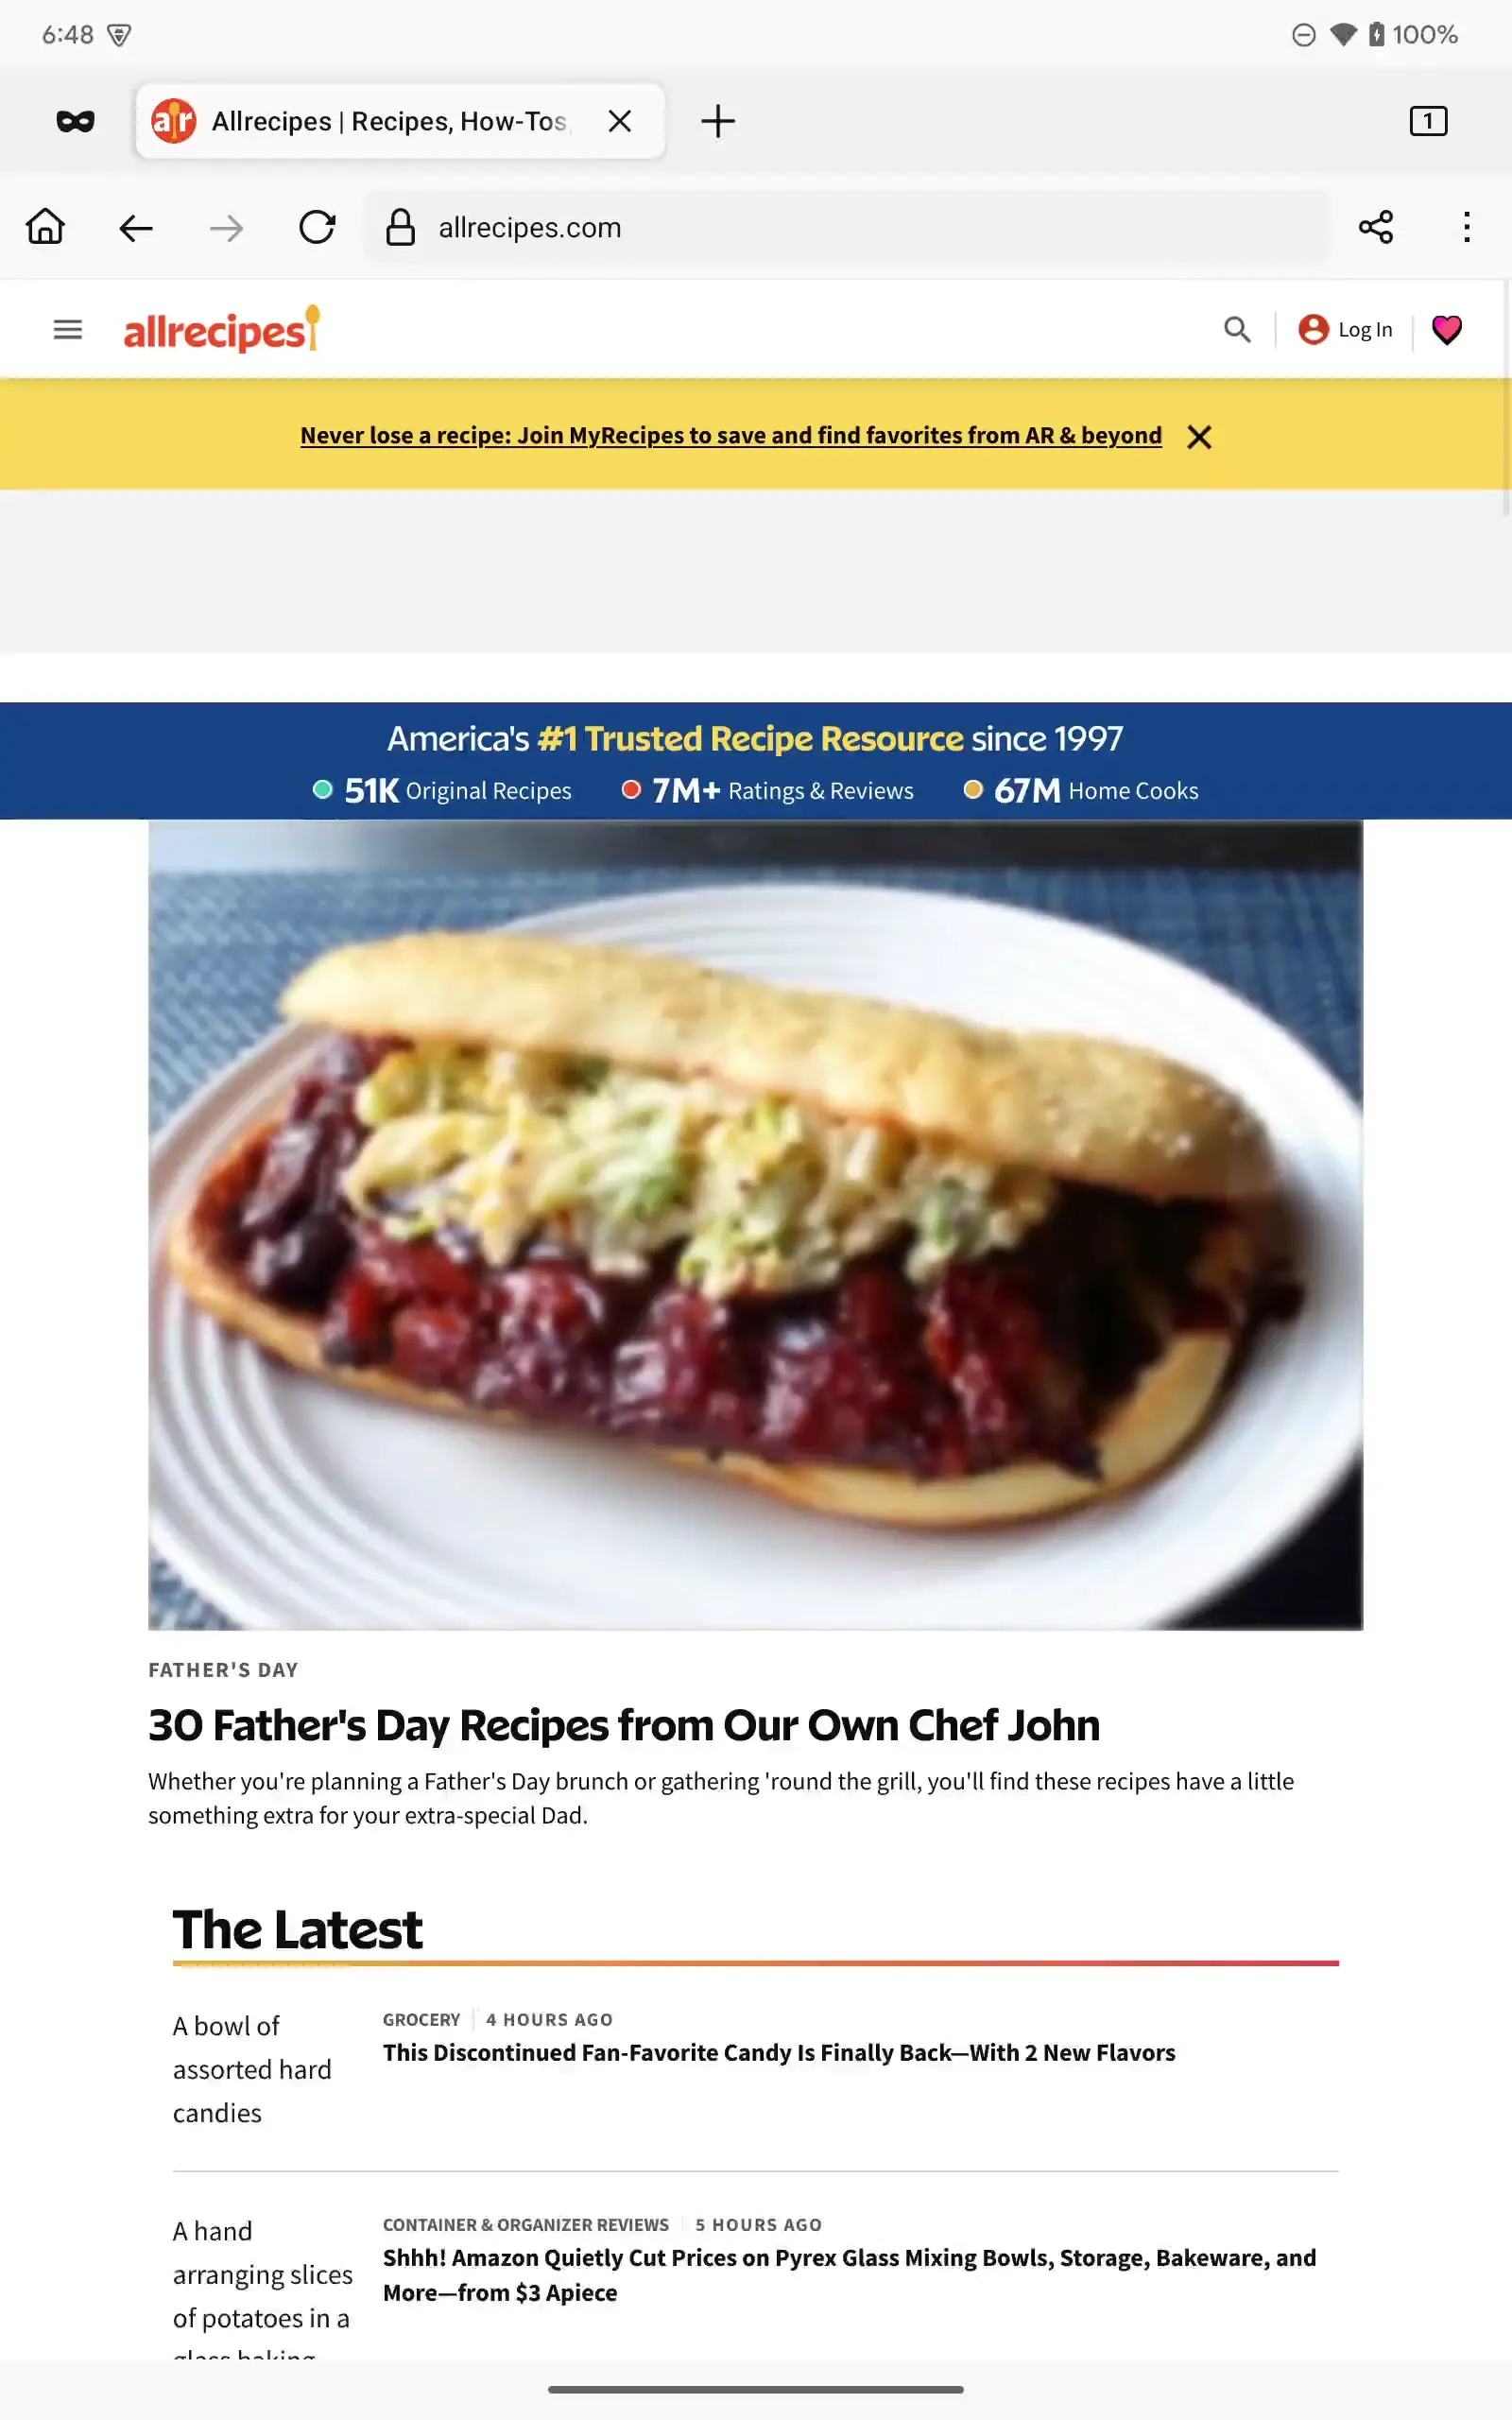 6:48
100%
Allrecipes | Recipes, How-Tos,
1
allrecipes.com
allrecipes
Log In
Never lose a recipe: Join MyRecipes to save and find favorites from AR & beyond
America's #1 Trusted Recipe Resource since 1997
51K Original Recipes 7M+ Ratings & Reviews 67M Home Cooks
FATHER'S DAY
30 Father's Day Recipes from Our Own Chef John
Whether you're planning a Father's Day brunch or gathering 'round the grill, you'll find these recipes have a little
something extra for your extra-special Dad.
The Latest
A bowl of
assorted hard
candies
GROCERY 4 HOURS AGO
This Discontinued Fan-Favorite Candy Is Finally Back—With 2 New Flavors
A hand
arranging slices
of potatoes in a
glass baking
CONTAINER & ORGANIZER REVIEWS 5 HOURS AGO
Shhh! Amazon Quietly Cut Prices on Pyrex Glass Mixing Bowls, Storage, Bakeware, and
More—from $3 Apiece